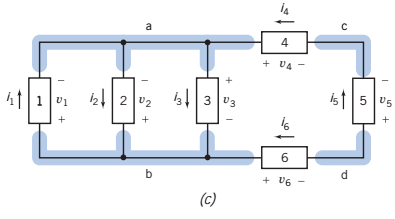 i4
a
4
c
+ v4 −
− − + −
i1 1 v1 i2 2 v2 i3 3 v3 i5 5 v5
+ + − +
i6
b
6
d
+ v6 −
(c)